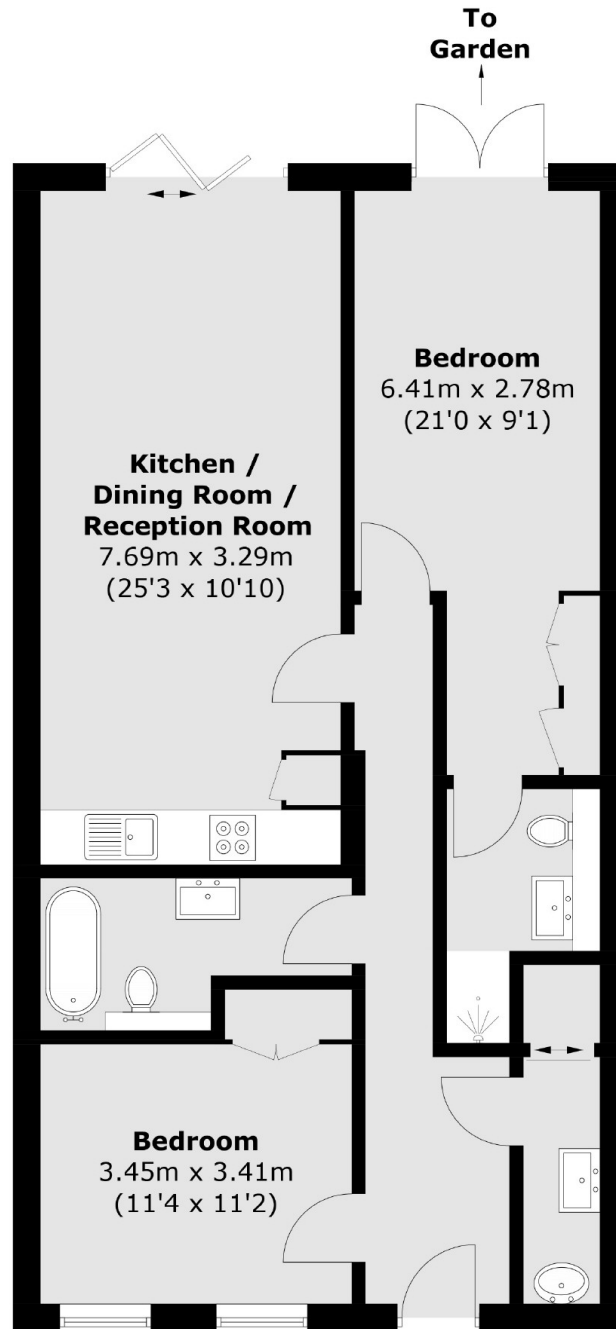 To
Garden
Bedroom
6.41m x 2.78m
(21'0 x 9'1)
Kitchen /
Dining Room /
Reception Room
7.69m x 3.29m
(25'3 x 10'10)
Bedroom
3.45m x 3.41m
(11'4 x 11'2)